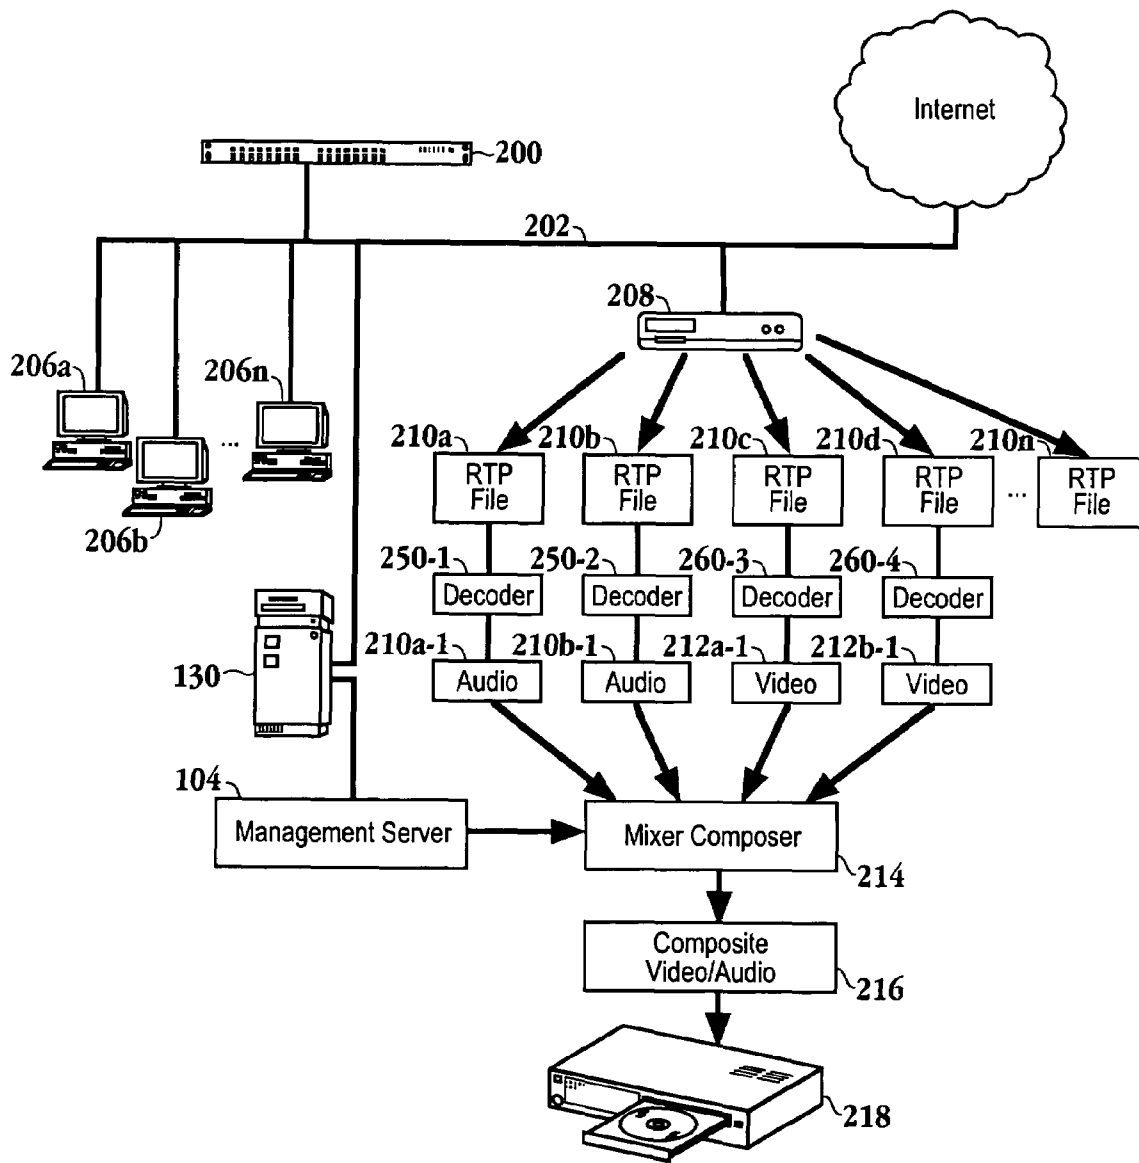 Internet
200
202
208
206a
206n
...
206b
210a
210b
210c
210d
210n
RTP
File
RTP
File
RTP
File
RTP
File
...
RTP
File
250-1
250-2
260-3
260-4
Decoder
Decoder
Decoder
Decoder
210a-1
210b-1
212a-1
212b-1
Audio
Audio
Video
Video
130
104
Management Server
Mixer Composer
214
Composite
Video/Audio
216
218